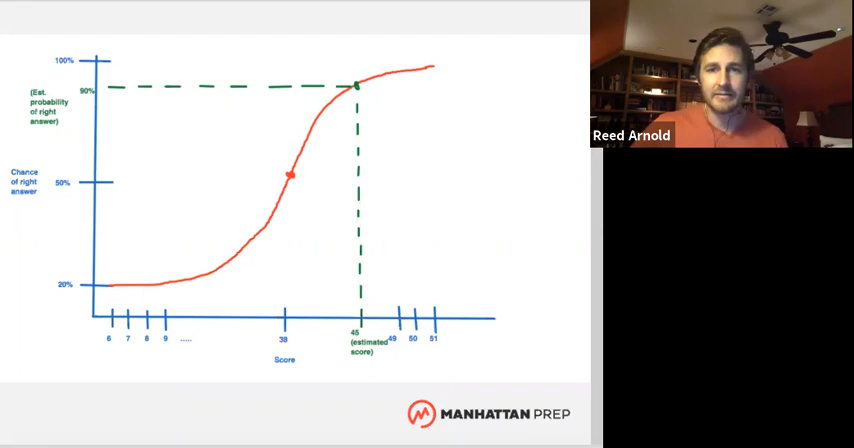 100%
(Est.
probability
of right
answer)
90%
Chance
of right
answer
50%
20%
6 7 8 9 ..... 38 45 49 50 51
(estimated
score)
Score
MANHATTAN PREP
Reed Arnold